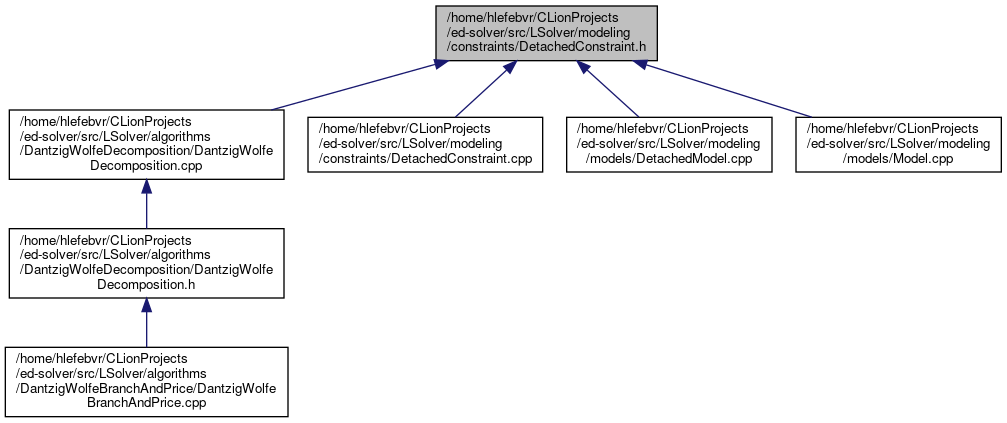 /home/hlefebvr/CLionProjects
/ed-solver/src/LSolver/modeling
/constraints/DetachedConstraint.h
/home/hlefebvr/CLionProjects
/ed-solver/src/LSolver/algorithms
/DantzigWolfeDecomposition/DantzigWolfe
Decomposition.cpp
/home/hlefebvr/CLionProjects
/ed-solver/src/LSolver/modeling
/constraints/DetachedConstraint.cpp
/home/hlefebvr/CLionProjects
/ed-solver/src/LSolver/modeling
/models/DetachedModel.cpp
/home/hlefebvr/CLionProjects
/ed-solver/src/LSolver/modeling
/models/Model.cpp
/home/hlefebvr/CLionProjects
/ed-solver/src/LSolver/algorithms
/DantzigWolfeDecomposition/DantzigWolfe
Decomposition.h
/home/hlefebvr/CLionProjects
/ed-solver/src/LSolver/algorithms
/DantzigWolfeBranchAndPrice/DantzigWolfe
BranchAndPrice.cpp